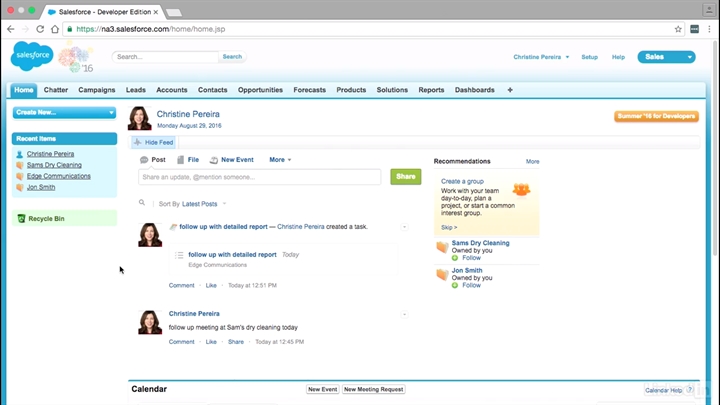 Salesforce - Developer Edition
https://na3.salesforce.com/home/home.jsp
salesforce
'16
Search...
Search
Christine Pereira
Setup
Help
Sales
Home
Chatter
Campaigns
Leads
Accounts
Contacts
Opportunities
Forecasts
Products
Solutions
Reports
Dashboards
+
Create New...
Recent Items
Christine Pereira
Sams Dry Cleaning
Edge Communications
Jon Smith
Recycle Bin
Christine Pereira
Monday August 29, 2016
Summer '16 for Developers
Hide Feed
Post
File
New Event
More
Share an update, @mention someone...
Share
Sort By Latest Posts
follow up with detailed report — Christine Pereira created a task.
follow up with detailed report Today
Edge Communications
Comment · Like · Today at 12:51 PM
Christine Pereira
follow up meeting at Sam's dry cleaning today
Comment · Like · Share · Today at 12:45 PM
Recommendations
More
Create a group
Work with your team
day-to-day, plan a
project, or start a common
interest group.
Skip >
Sams Dry Cleaning
Owned by you
Follow
Jon Smith
Owned by you
Follow
Calendar
New Event
New Meeting Request
Calendar Help